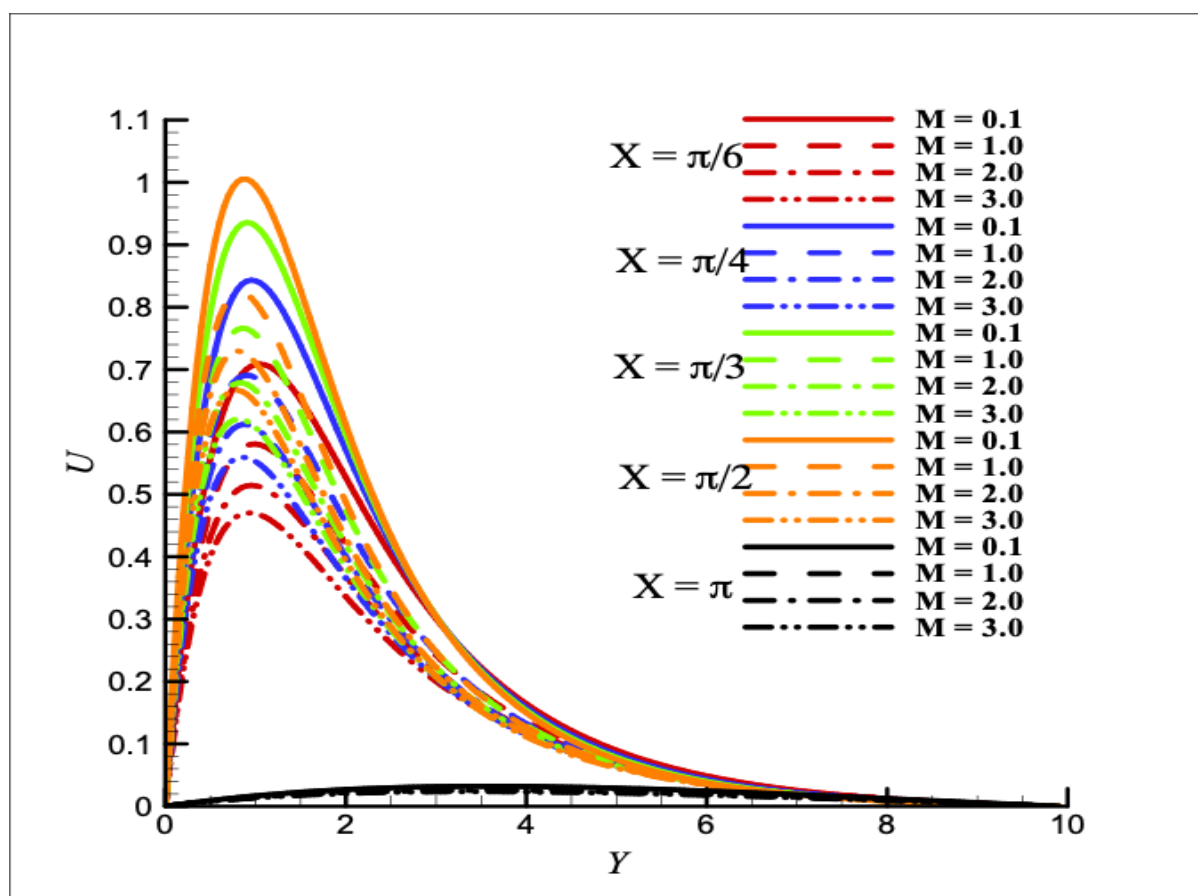 1.1
1
0.9
0.8
0.7
0.6
0.5
0.4
0.3
0.2
0.1
0
U
0 2 4 6 8 10
Y
X = π/6
M = 0.1
M = 1.0
M = 2.0
M = 3.0
X = π/4
M = 0.1
M = 1.0
M = 2.0
M = 3.0
X = π/3
M = 0.1
M = 1.0
M = 2.0
M = 3.0
X = π/2
M = 0.1
M = 1.0
M = 2.0
M = 3.0
X = π
M = 0.1
M = 1.0
M = 2.0
M = 3.0